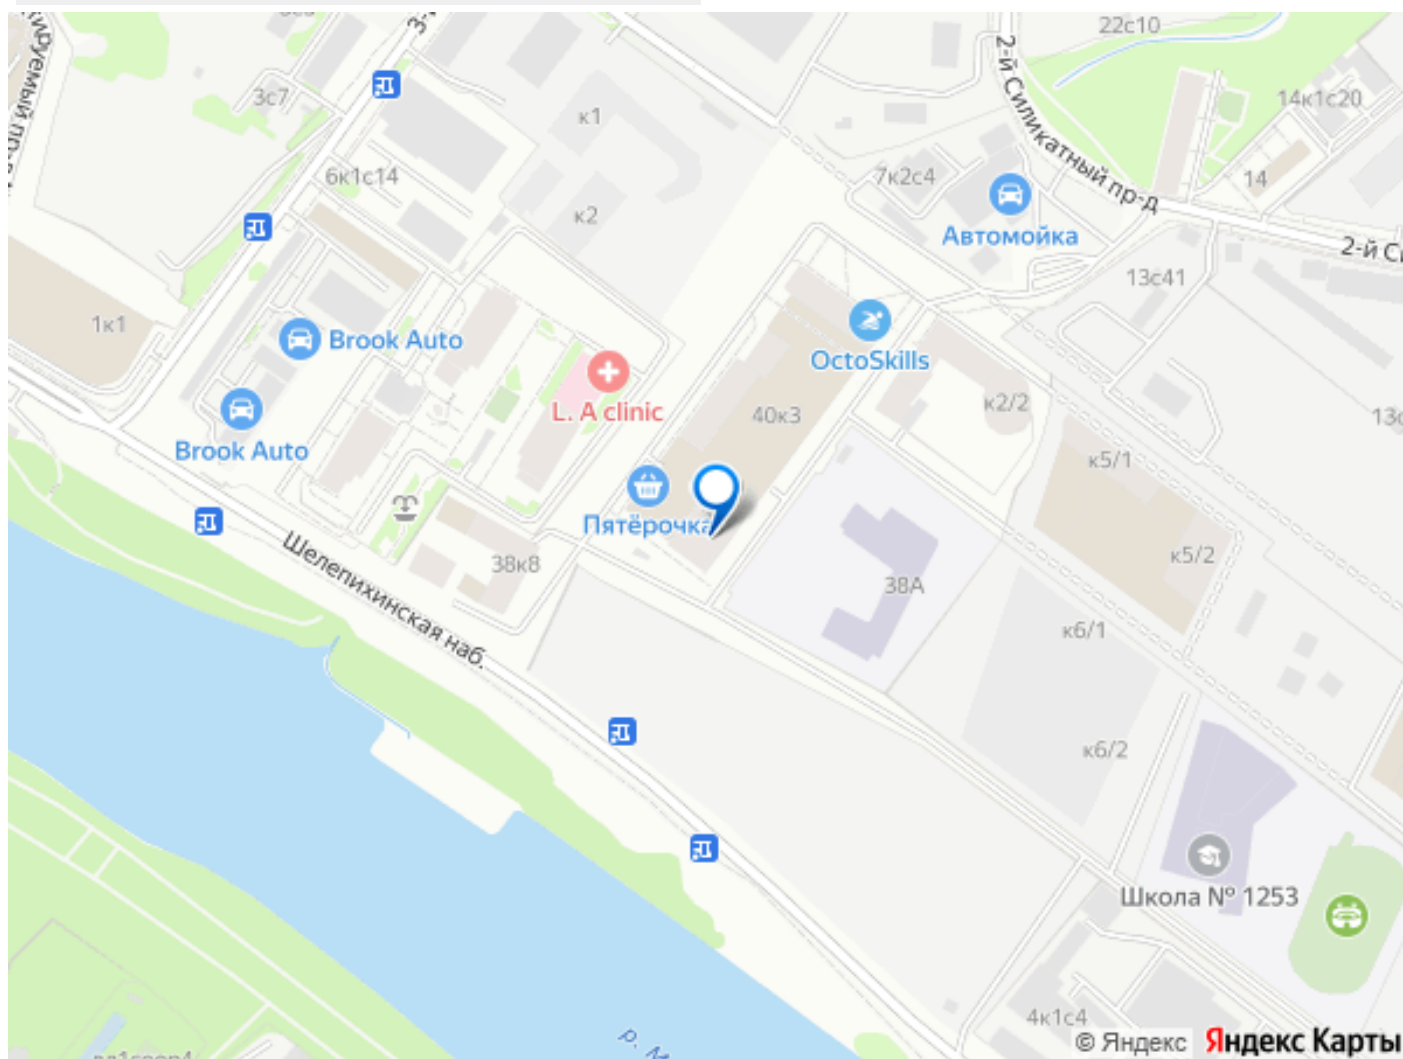 22с10
2-й Силикатный пр-д
14к1с20
3с7
к1
6к1с14
7к2с4
14
к2
Автомойка
2-й Си
13с41
1к1
Brook Auto
OctoSkills
L. A clinic
40к3
к2/2
Brook Auto
к5/1
Пятёрочка
Шелепихинская наб.
38к8
38А
к5/2
к6/1
к6/2
Школа № 1253
4к1с4
© Яндекс
Яндекс Карты